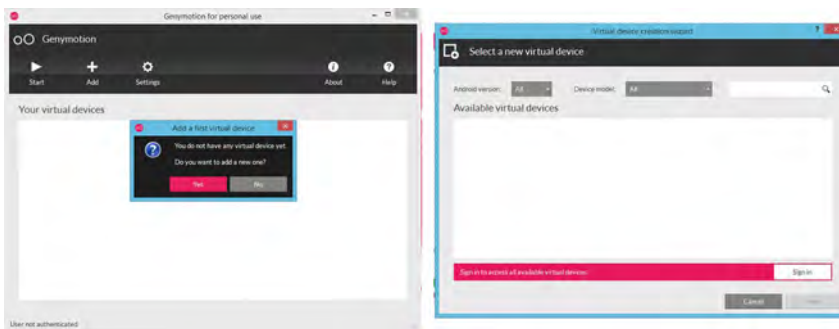 Genymotion for personal use
Genymotion
Start Add Settings About Help
Your virtual devices
Add a first virtual device
You do not have any virtual device yet.
Do you want to add a new one?
Yes No
User not authenticated
Virtual device creation wizard
Select a new virtual device
Android version: All Device model: All
Available virtual devices
Sign in to access all available virtual devices
Sign in
Cancel